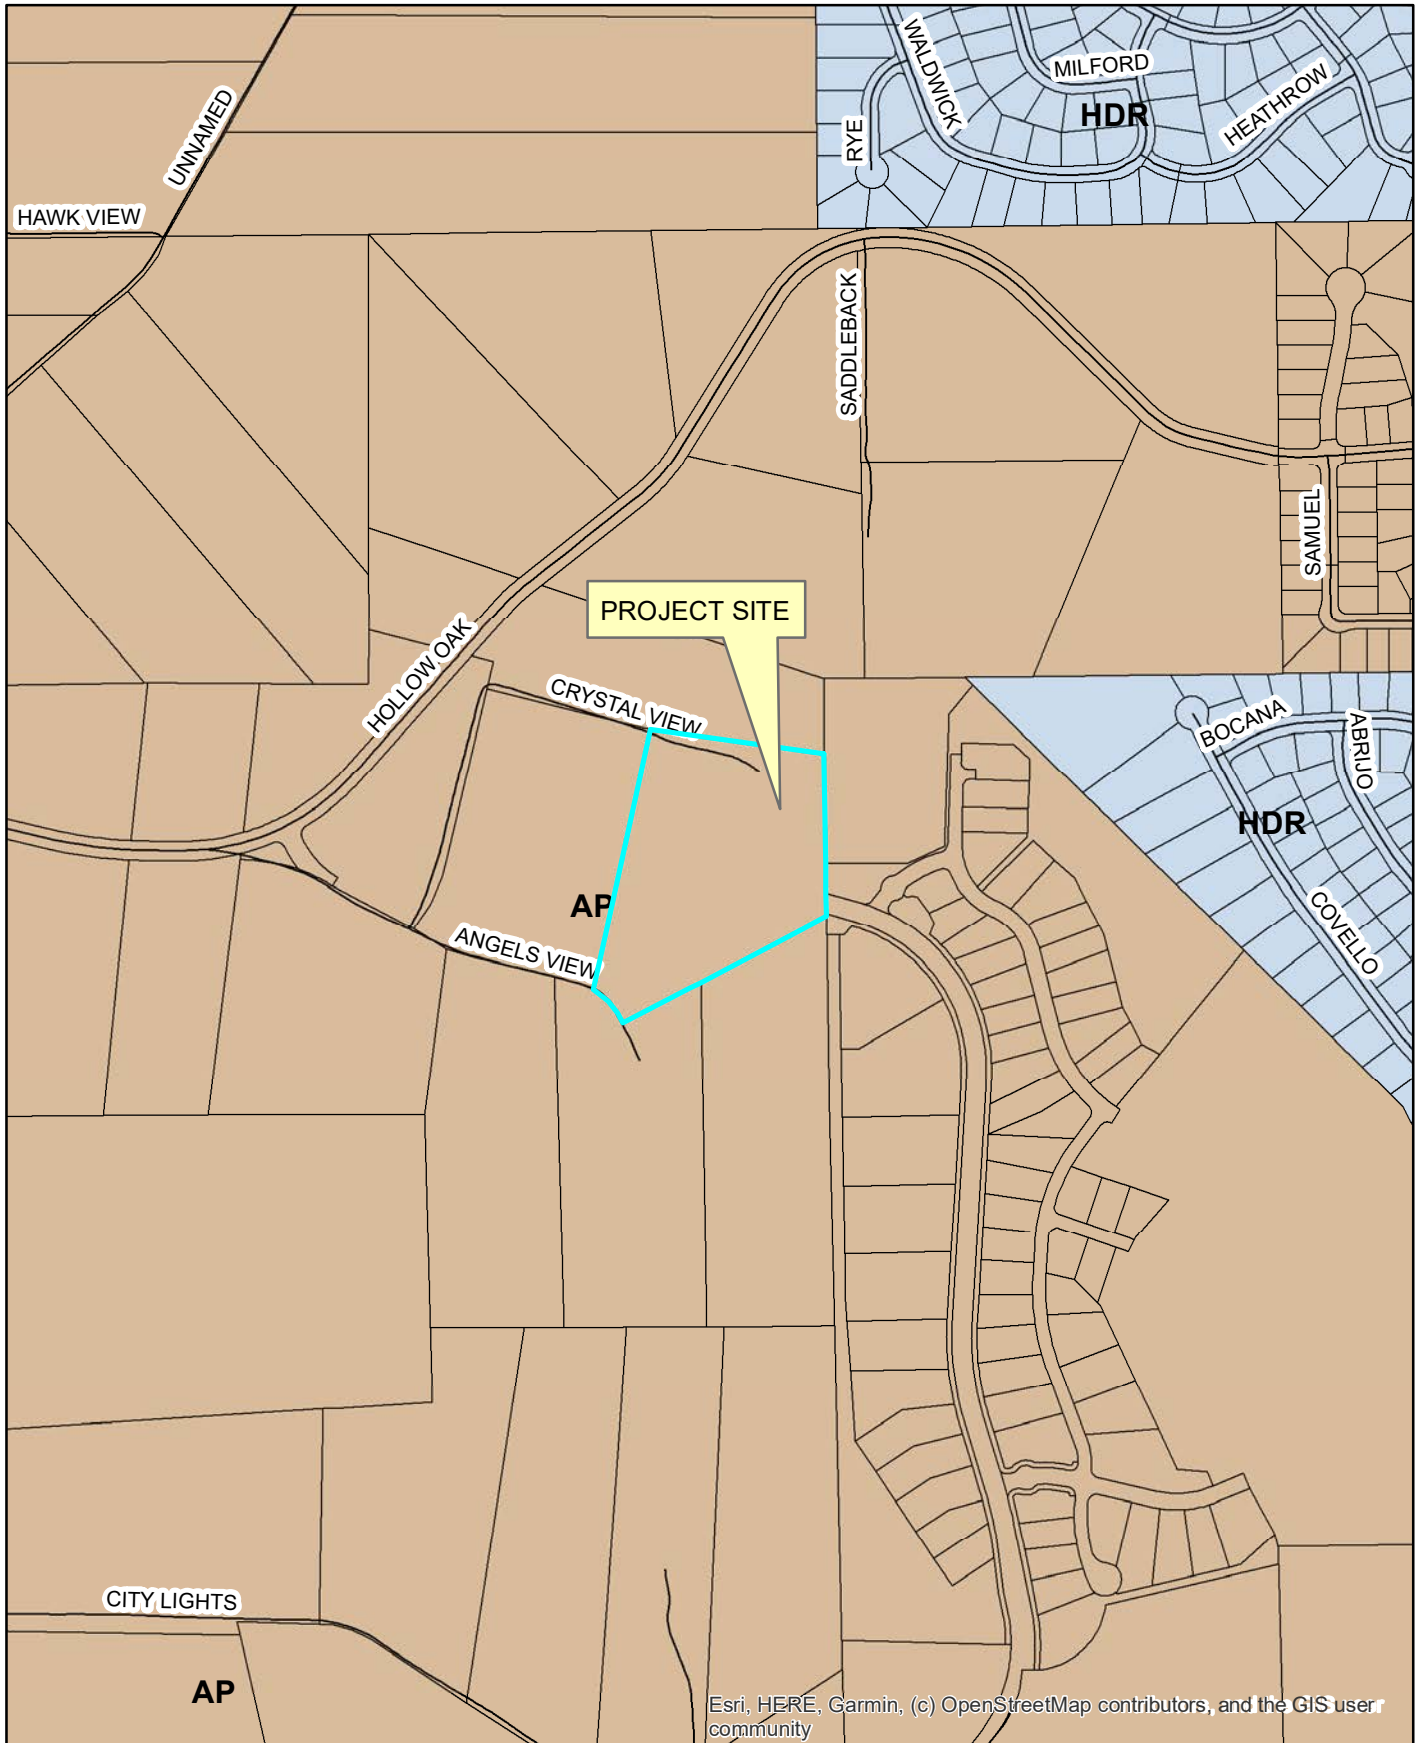 WALDWICK
MILFORD
HDR
HEATHROW
RYE
UNNAMED
HAWK VIEW
SADDLEBACK
SAMUEL
PROJECT SITE
HOLLOW OAK
CRYSTAL VIEW
BOCANA
ABRIJO
HDR
COVELLO
AP
ANGELS VIEW
CITY LIGHTS
AP
Esri, HERE, Garmin, (c) OpenStreetMap contributors, and the GIS user
community